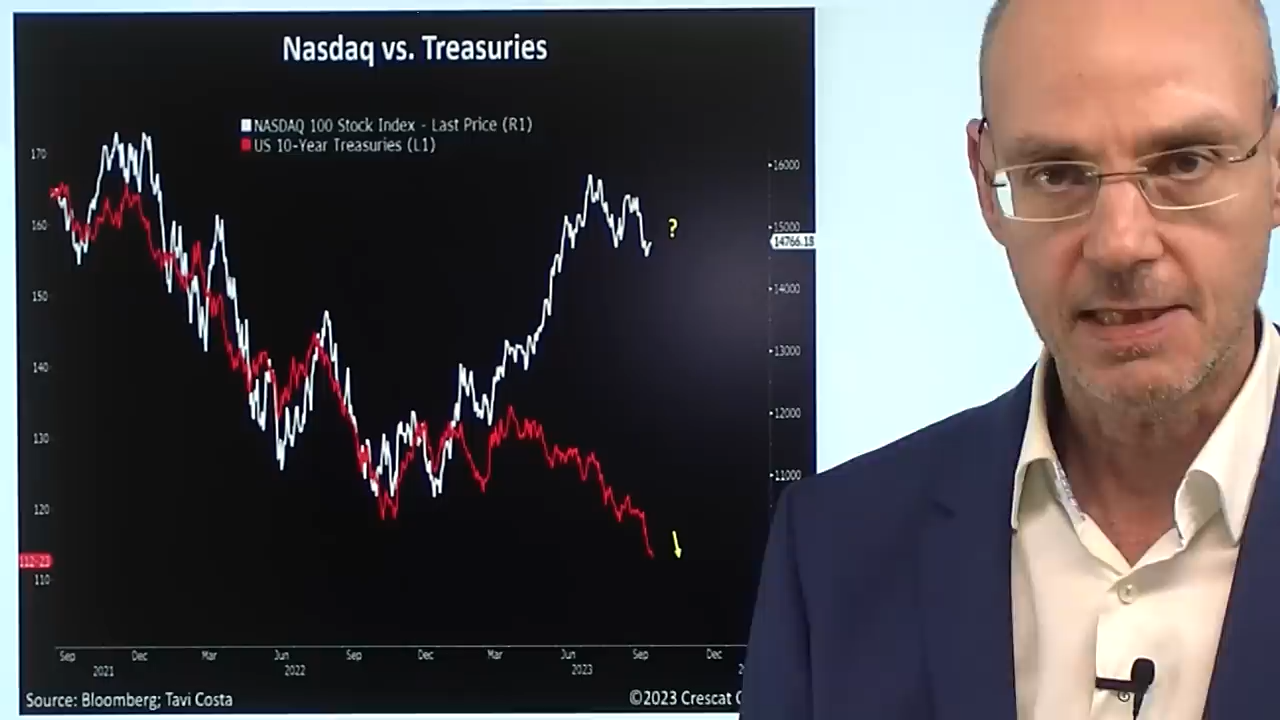 Nasdaq vs. Treasuries
NASDAQ 100 Stock Index - Last Price (R1)
US 10-Year Treasuries (L1)
170
160
150
140
130
120
112-23
110
16000
15000
14766.18
14000
13000
12000
11000
?
Sep Dec Mar Jun Sep Dec Mar Jun Sep Dec
2021 2022 2023
Source: Bloomberg; Tavi Costa
©2023 Crescat